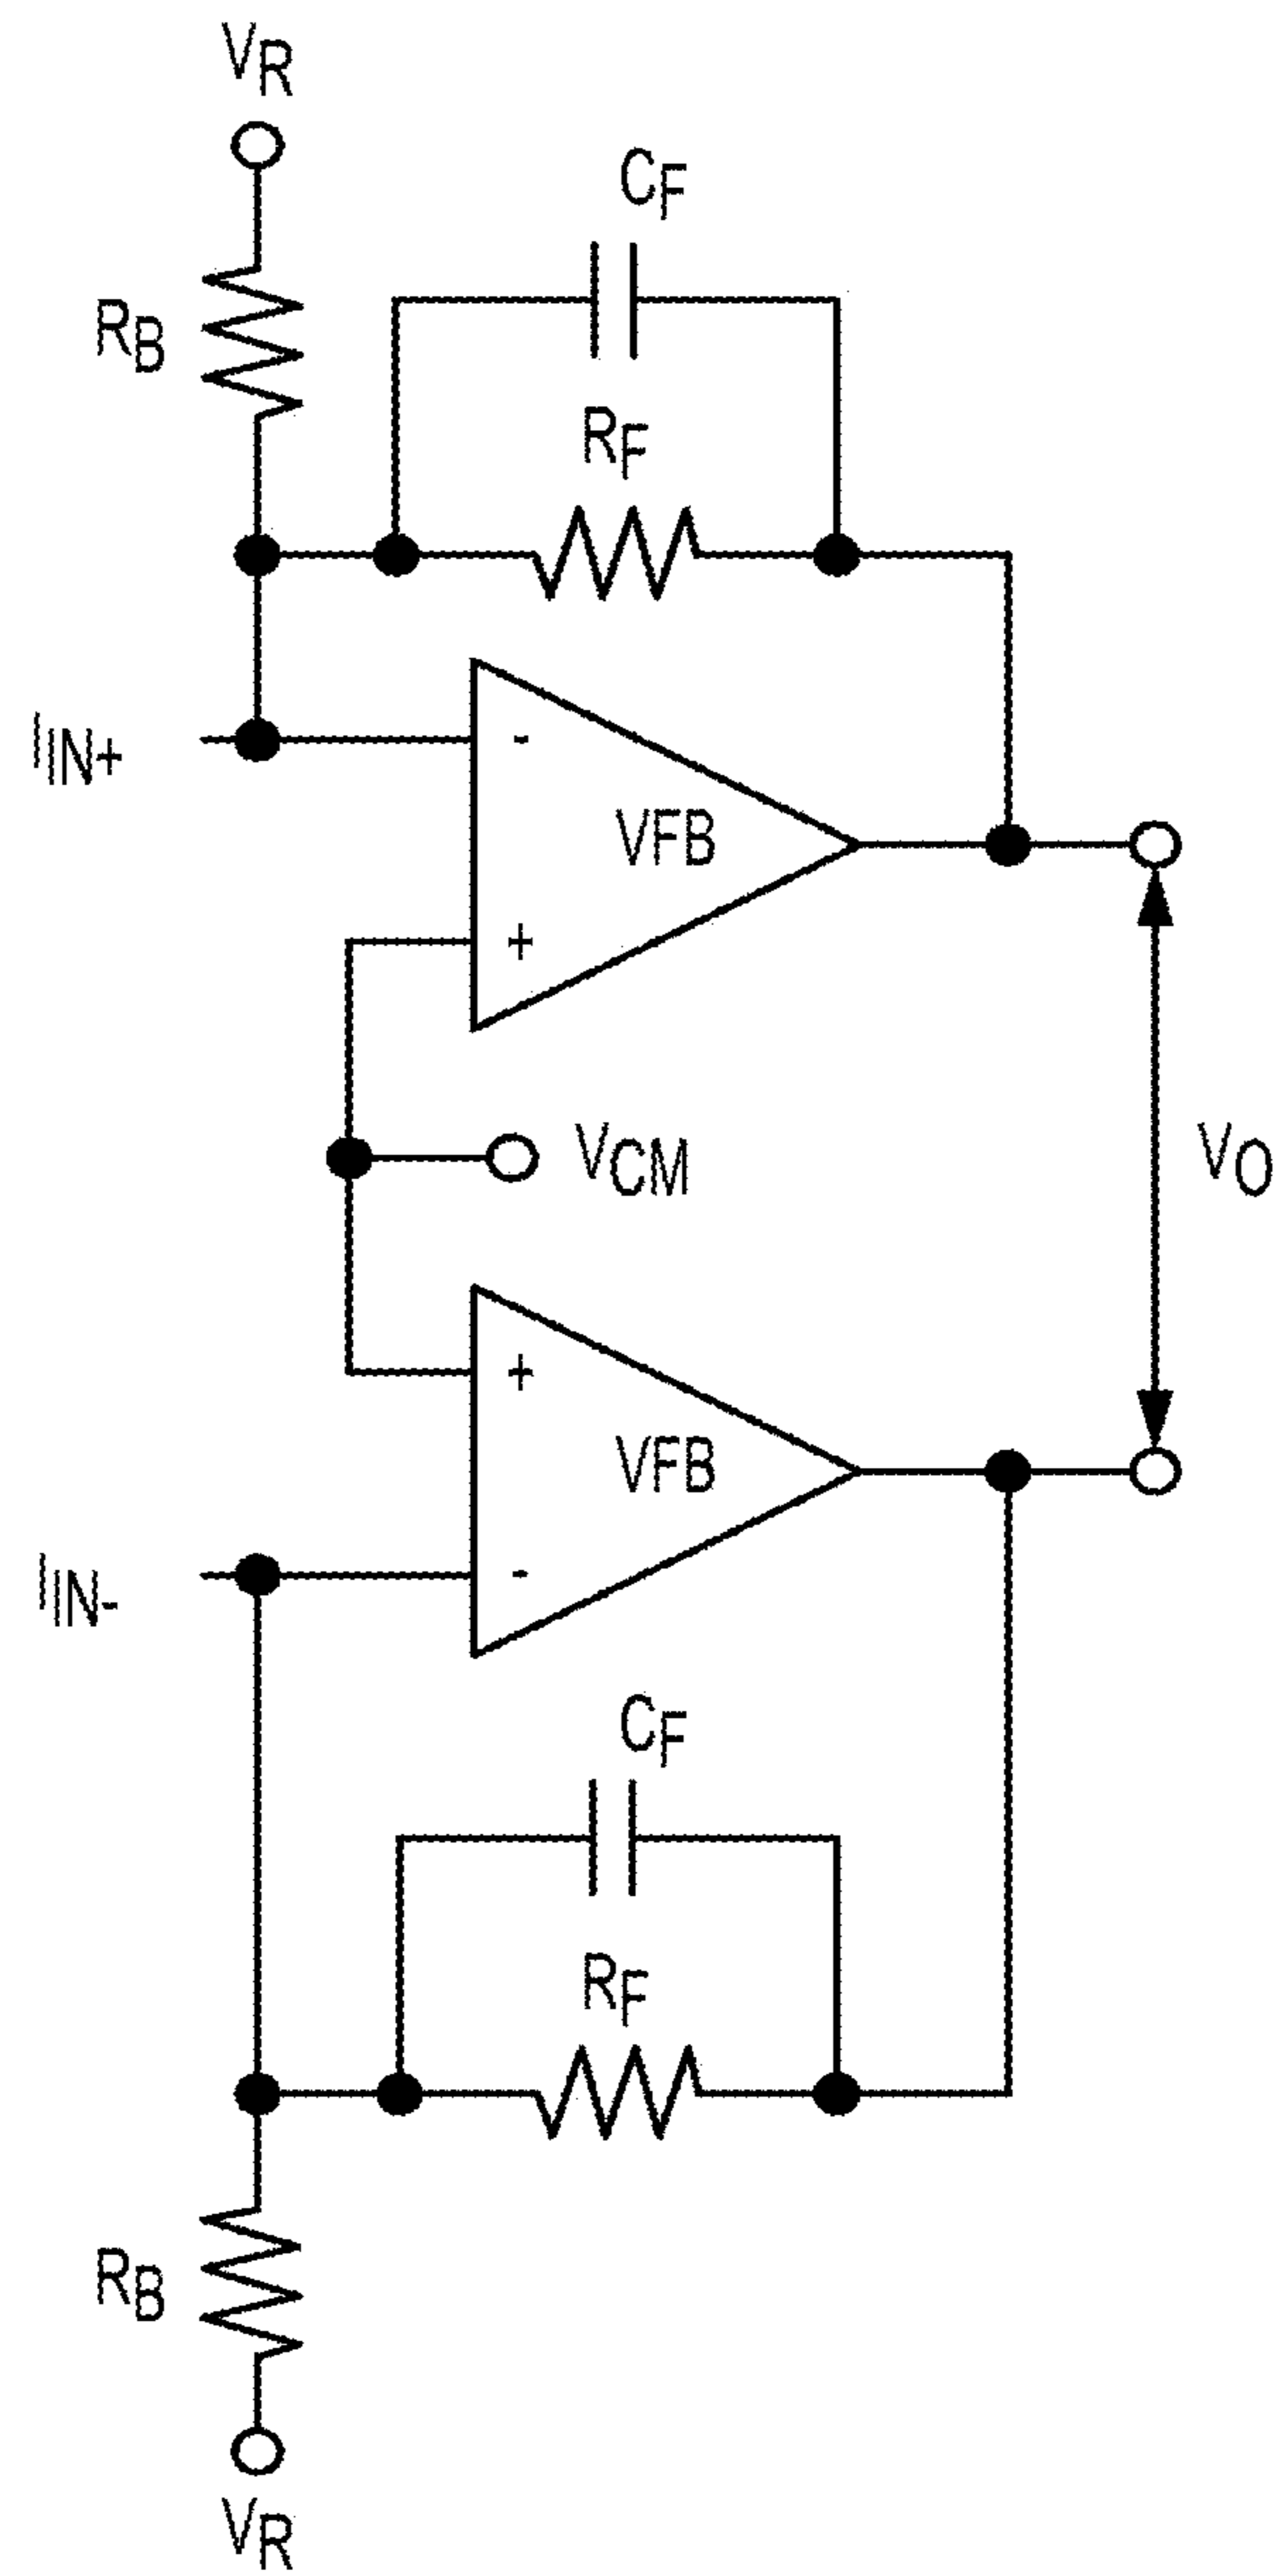 VR
CF
RB
RF
IIN+
-
VFB
+
VCM
VO
+
VFB
IIN-
-
CF
RF
RB
VR